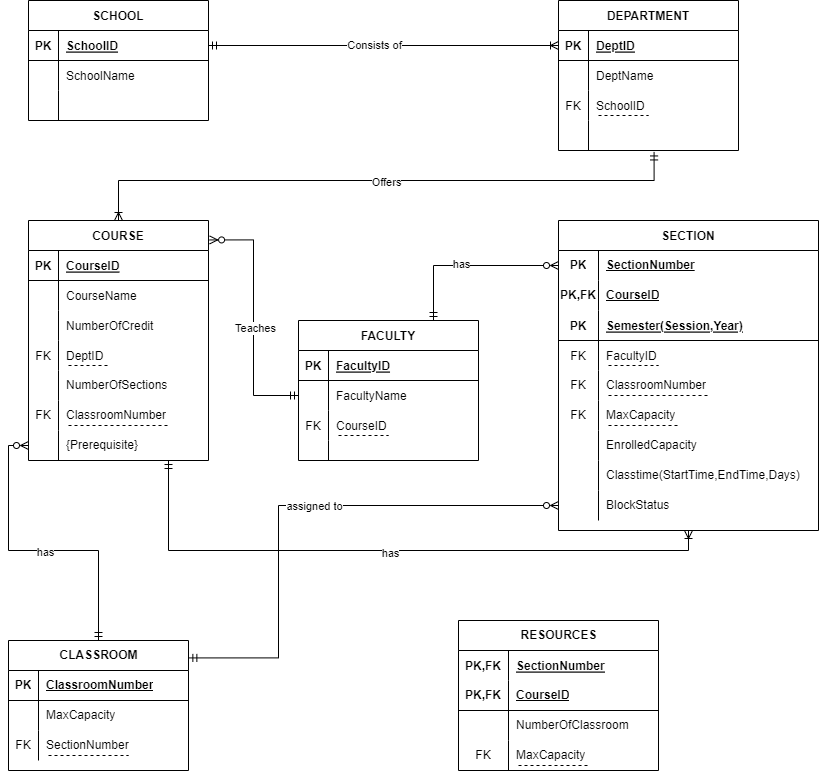 SCHOOL
PK SchoolID
SchoolName
Consists of
DEPARTMENT
PK DeptID
DeptName
FK SchoolID
Offers
COURSE
PK CourseID
CourseName
NumberOfCredit
FK DeptID
NumberOfSections
FK ClassroomNumber
{Prerequisite}
Teaches
has
FACULTY
PK FacultyID
FacultyName
FK CourseID
SECTION
PK SectionNumber
PK,FK CourseID
PK Semester(Session,Year)
FK FacultyID
FK ClassroomNumber
FK MaxCapacity
EnrolledCapacity
Classtime(StartTime,EndTime,Days)
BlockStatus
assigned to
has
has
CLASSROOM
PK ClassroomNumber
MaxCapacity
FK SectionNumber
RESOURCES
PK,FK SectionNumber
PK,FK CourseID
NumberOfClassroom
FK MaxCapacity